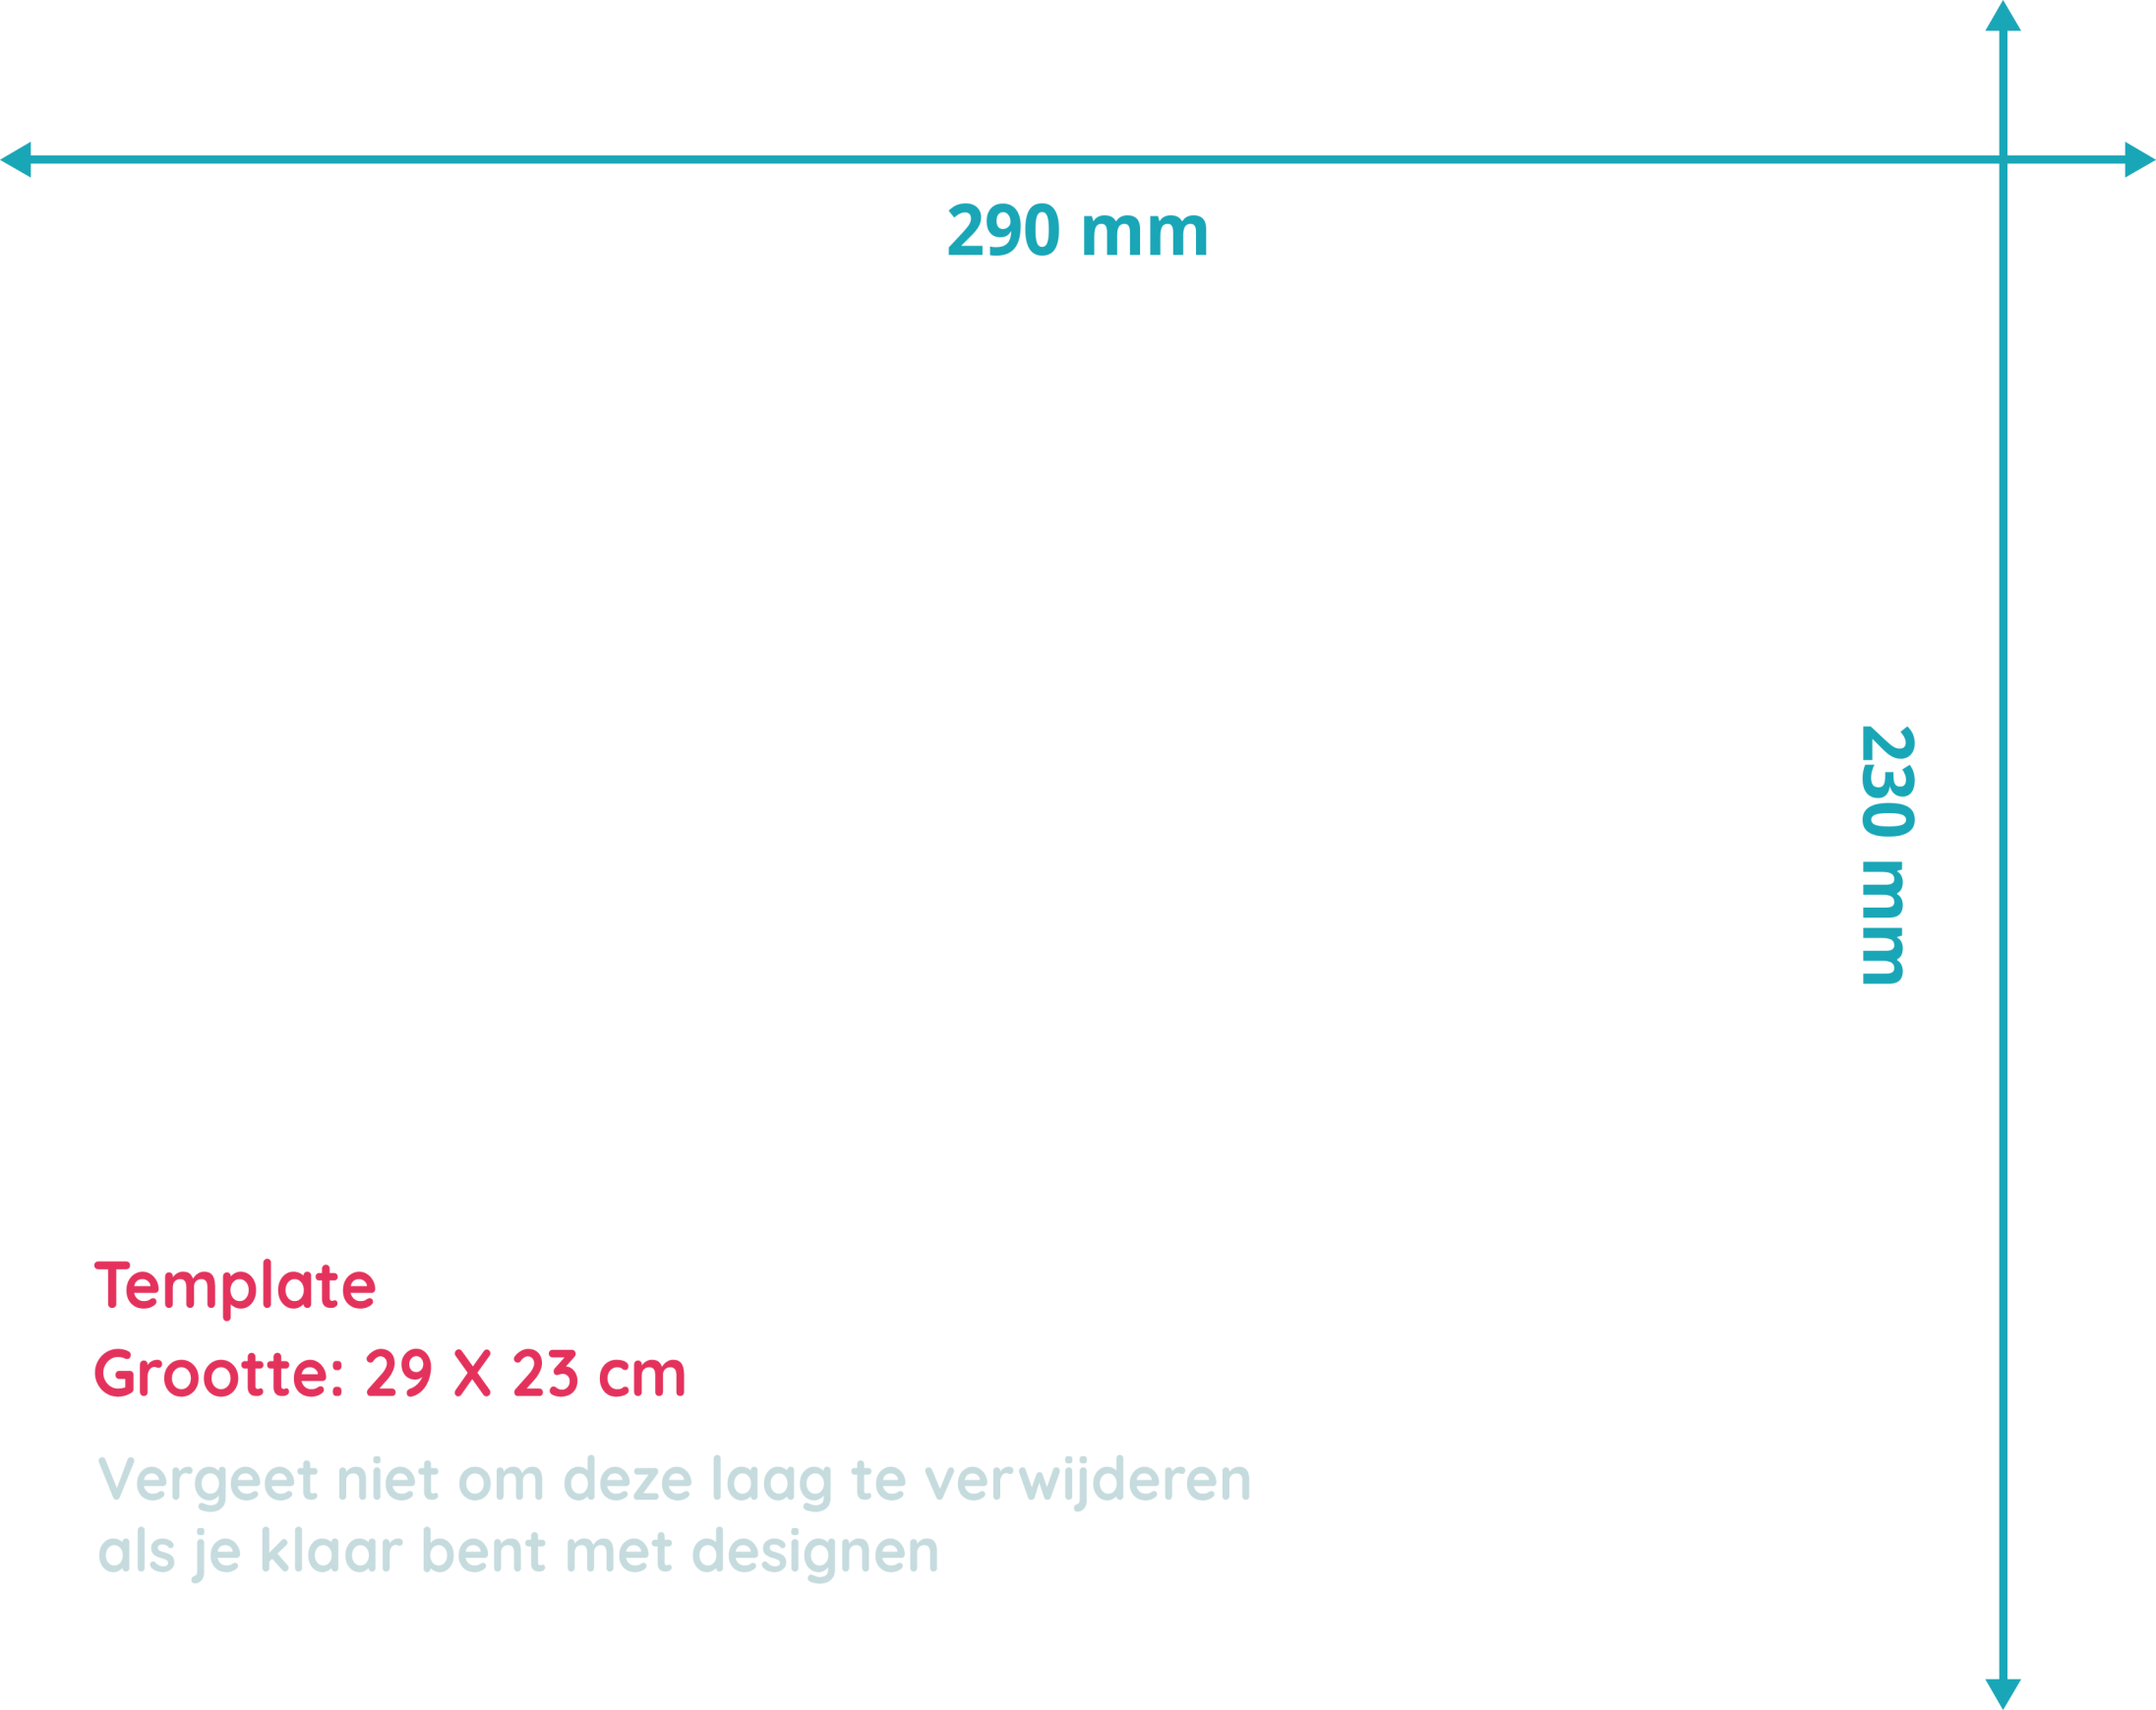 290 mm
230 mm
Template
Grootte: 29 X 23 cm
Vergeet niet om deze laag te verwijderen
als je klaar bent met designen